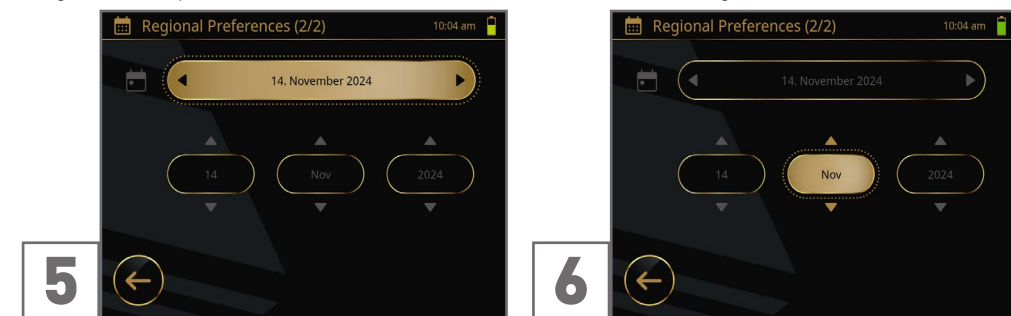 Regional Preferences (2/2) 10:04 am
14. November 2024
14 Nov 2024
5
Regional Preferences (2/2) 10:04 am
14. November 2024
14 Nov 2024
6